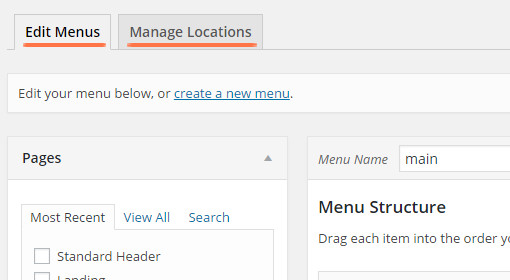 Edit Menus Manage Locations
Edit your menu below, or create a new menu.
Pages
Menu Name main
Most Recent View All Search
Menu Structure
Drag each item into the order
Standard Header
Landing